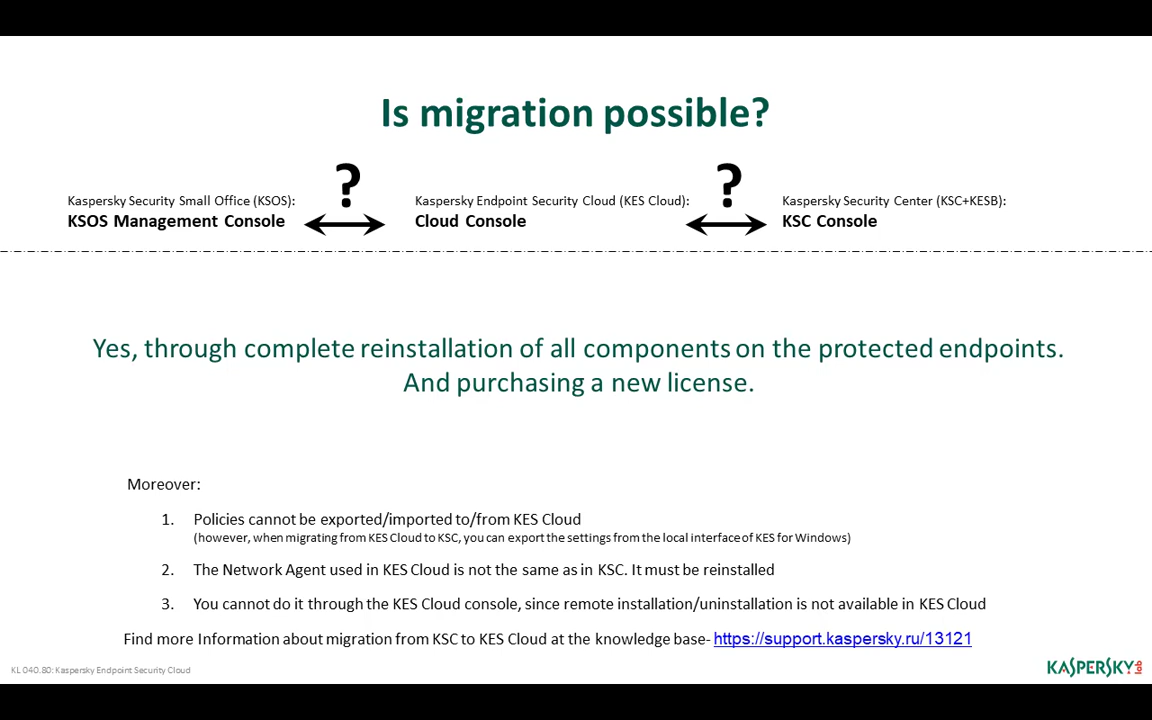 Is migration possible?
? ?
Kaspersky Security Small Office (KSOS): Kaspersky Endpoint Security Cloud (KES Cloud): Kaspersky Security Center (KSC+KESB):
KSOS Management Console Cloud Console KSC Console
Yes, through complete reinstallation of all components on the protected endpoints.
And purchasing a new license.
Moreover:
1. Policies cannot be exported/imported to/from KES Cloud
(however, when migrating from KES Cloud to KSC, you can export the settings from the local interface of KES for Windows)
2. The Network Agent used in KES Cloud is not the same as in KSC. It must be reinstalled
3. You cannot do it through the KES Cloud console, since remote installation/uninstallation is not available in KES Cloud
Find more Information about migration from KSC to KES Cloud at the knowledge base- https://support.kaspersky.ru/13121
KL 040.80: Kaspersky Endpoint Security Cloud
KASPERSKY lab